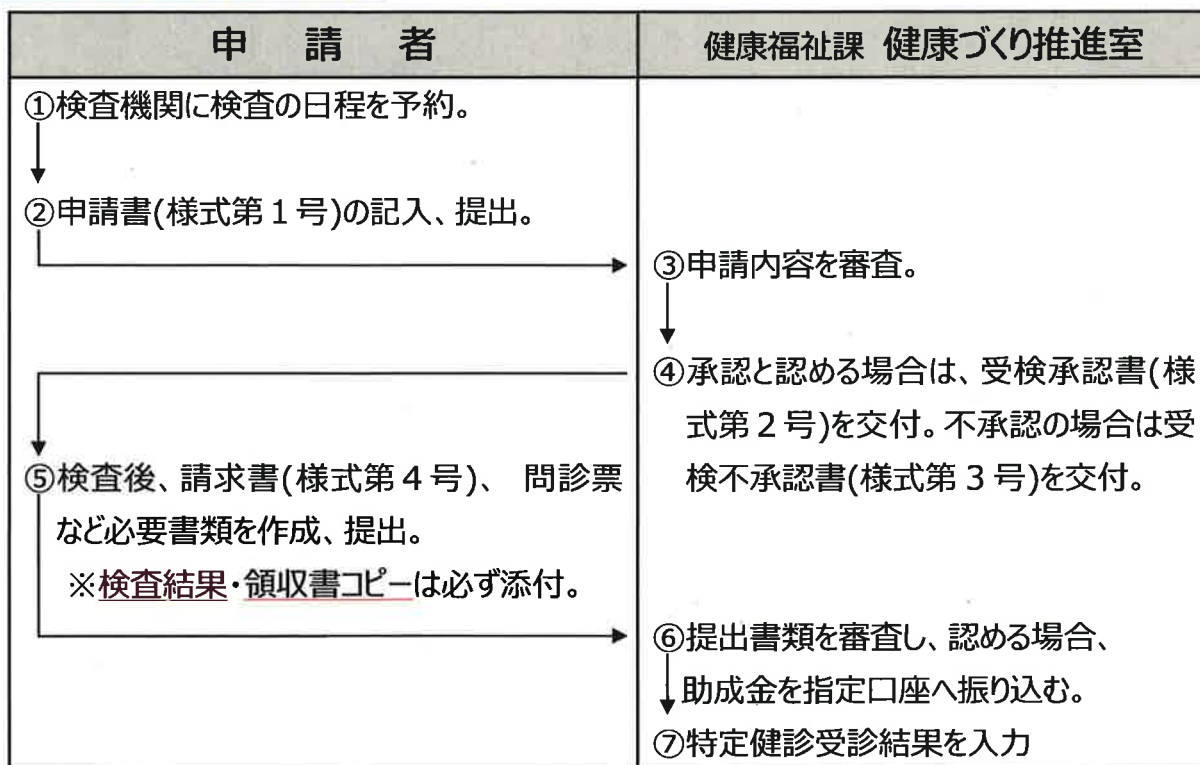 申請者
健康福祉課 健康づくり推進室
①検査機関に検査の日程を予約。
②申請書(様式第1号)の記入、提出。
③申請内容を審査。
④承認と認める場合は、受検承認書(様
式第2号)を交付。不承認の場合は受
検不承認書(様式第3号)を交付。
⑤検査後、請求書(様式第4号)、 問診票
など必要書類を作成、提出。
※検査結果・領収書コピーは必ず添付。
⑥提出書類を審査し、認める場合、
助成金を指定口座へ振り込む。
⑦特定健診受診結果を入力